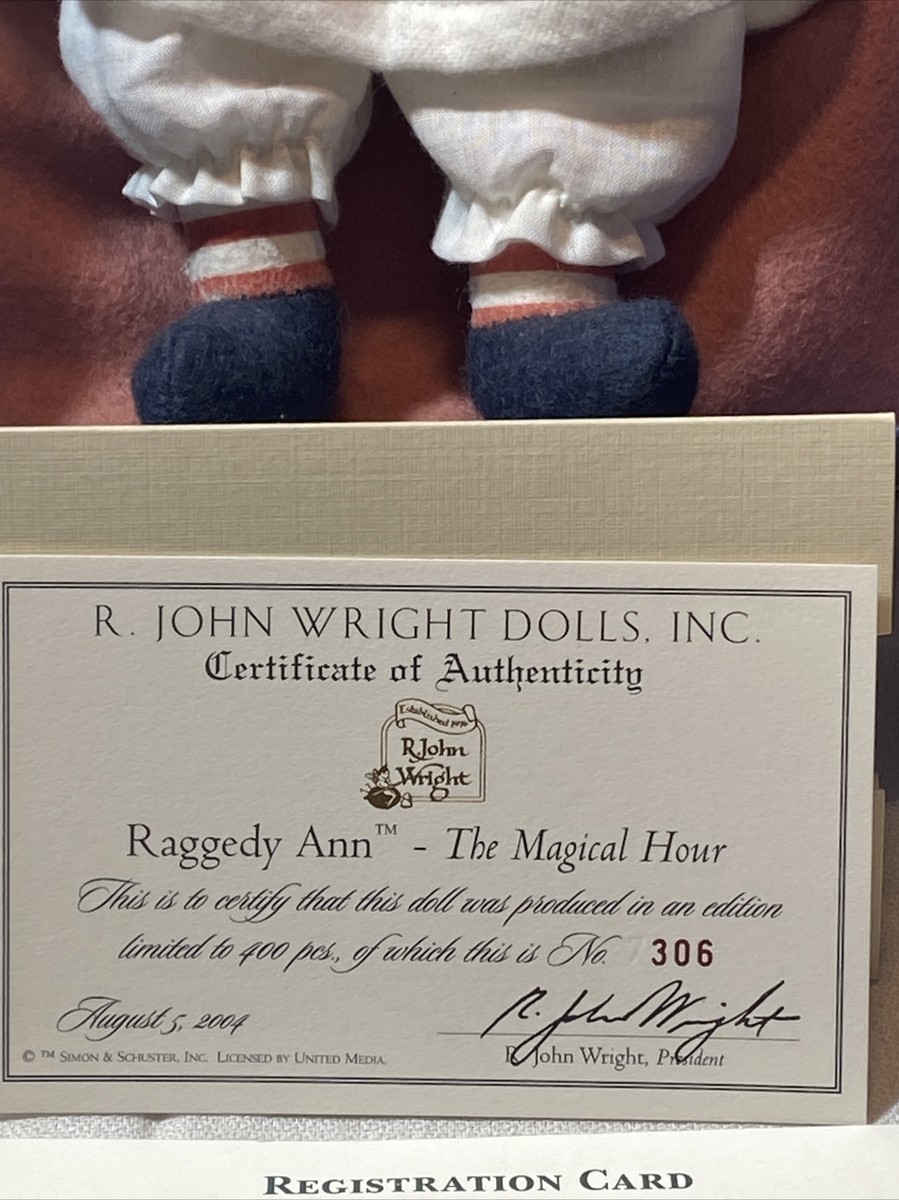 R. JOHN WRIGHT DOLLS, INC.
Certificate of Authenticity
Established 1976
R. John
Wright
Raggedy Ann™ - The Magical Hour
This is to certify that this doll was produced in an edition
limited to 400 pcs., of which this is No. 306
August 5, 2004
R. John Wright
© ™ SIMON & SCHUSTER, INC. LICENSED BY UNITED MEDIA.
R. John Wright, President
REGISTRATION CARD